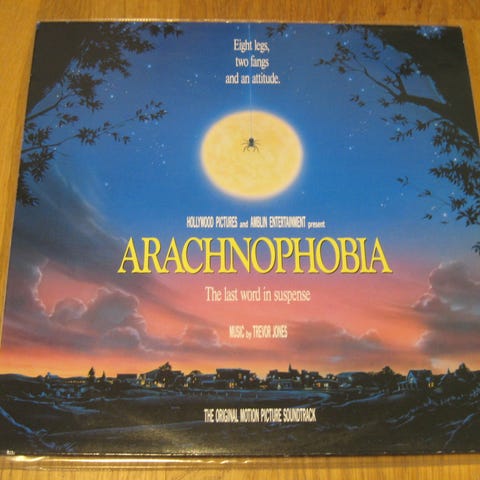 Eight legs,
two fangs
and an attitude.
HOLLYWOOD PICTURES and AMBLIN ENTERTAINMENT present
ARACHNOPHOBIA
The last word in suspense
MUSIC by TREVOR JONES
THE ORIGINAL MOTION PICTURE SOUNDTRACK